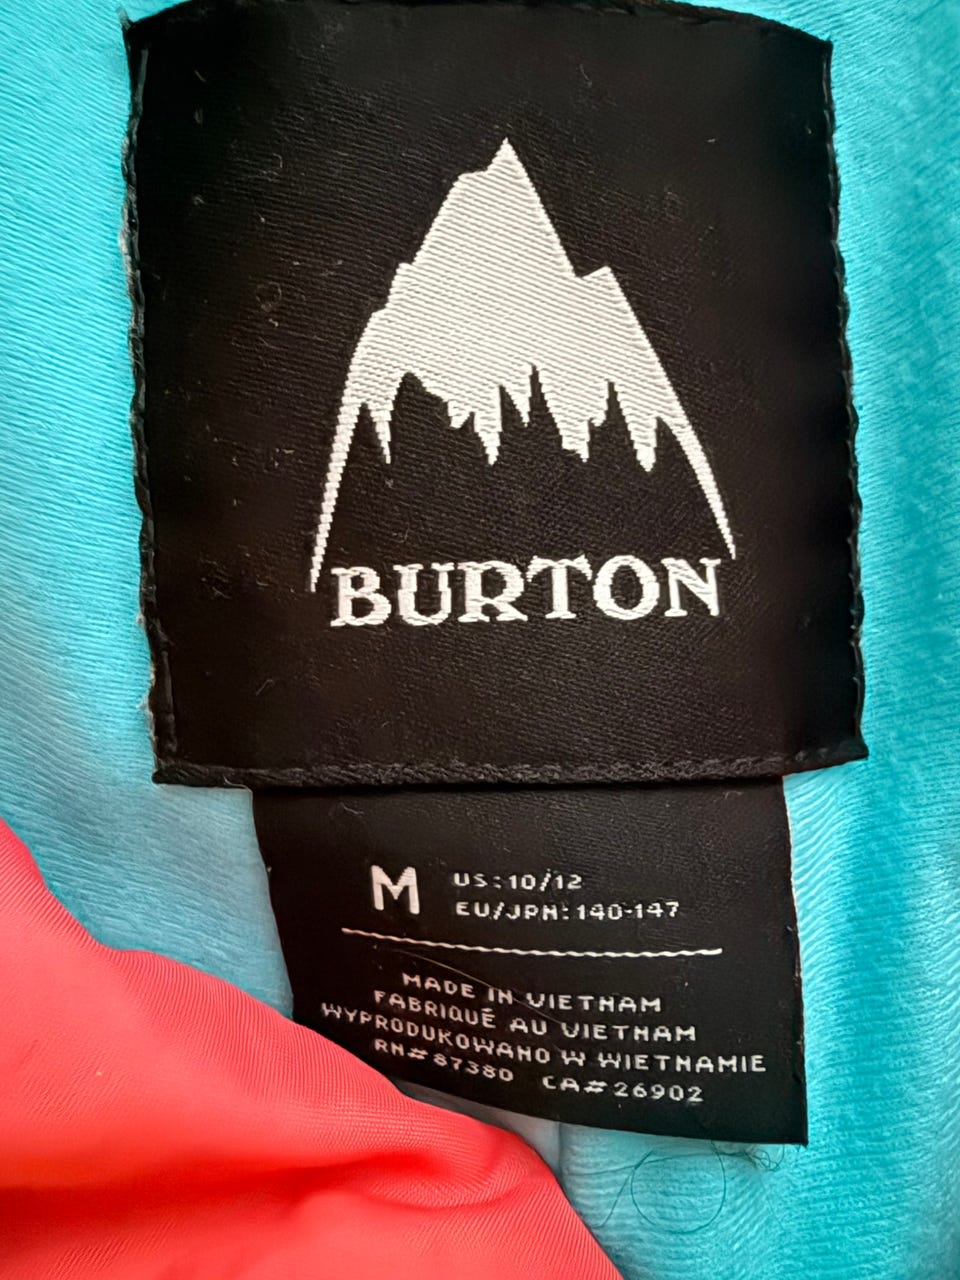 BURTON
M
US:10/12
EU/JPN:140-147
MADE IN VIETNAM
FABRIQUÉ AU VIETNAM
WYPRODUKOWANO W WIETNAMIE
RN#87380 CA#26902